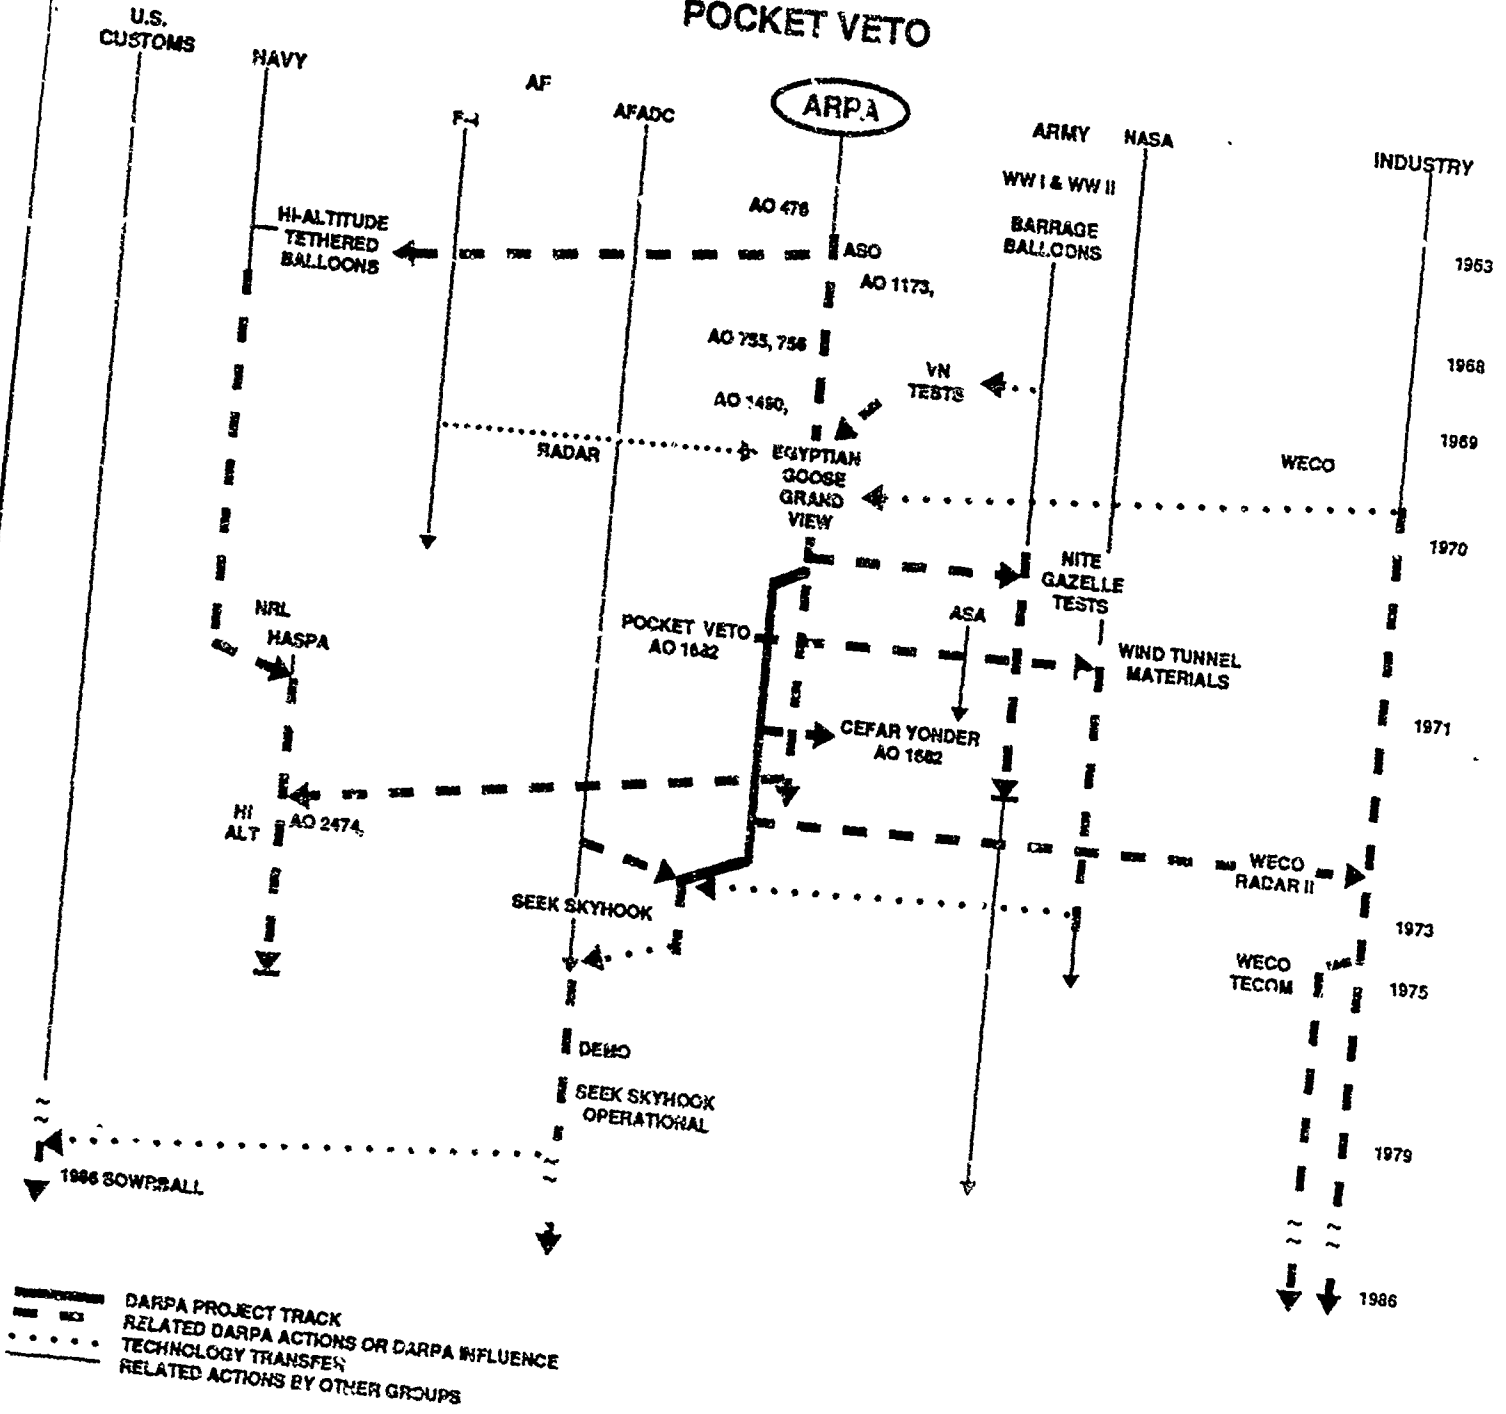 POCKET VETO
U.S.
CUSTOMS
NAVY
AF
AFADC
ARPA
ARMY
NASA
INDUSTRY
WW I & WW II
BARRAGE
BALLOONS
HI-ALTITUDE
TETHERED
BALLOONS
AO 476
ASO
AO 1173,
1963
AO 755, 756
VN
TESTS
1968
AO 1490,
RADAR
EGYPTIAN
GOOSE
GRAND
VIEW
WECO
1969
1970
NITE
GAZELLE
TESTS
NRL
HASPA
POCKET VETO
AO 1682
ASA
WIND TUNNEL
MATERIALS
CEFAR YONDER
AO 1682
1971
HI
ALT
AO 2474,
WECO
RADAR II
SEEK SKYHOOK
1973
WECO
TECOM
1975
DEMO
SEEK SKYHOOK
OPERATIONAL
1979
1986 SOWRBALL
1986
DARPA PROJECT TRACK
RELATED DARPA ACTIONS OR DARPA INFLUENCE
TECHNOLOGY TRANSFER
RELATED ACTIONS BY OTHER GROUPS